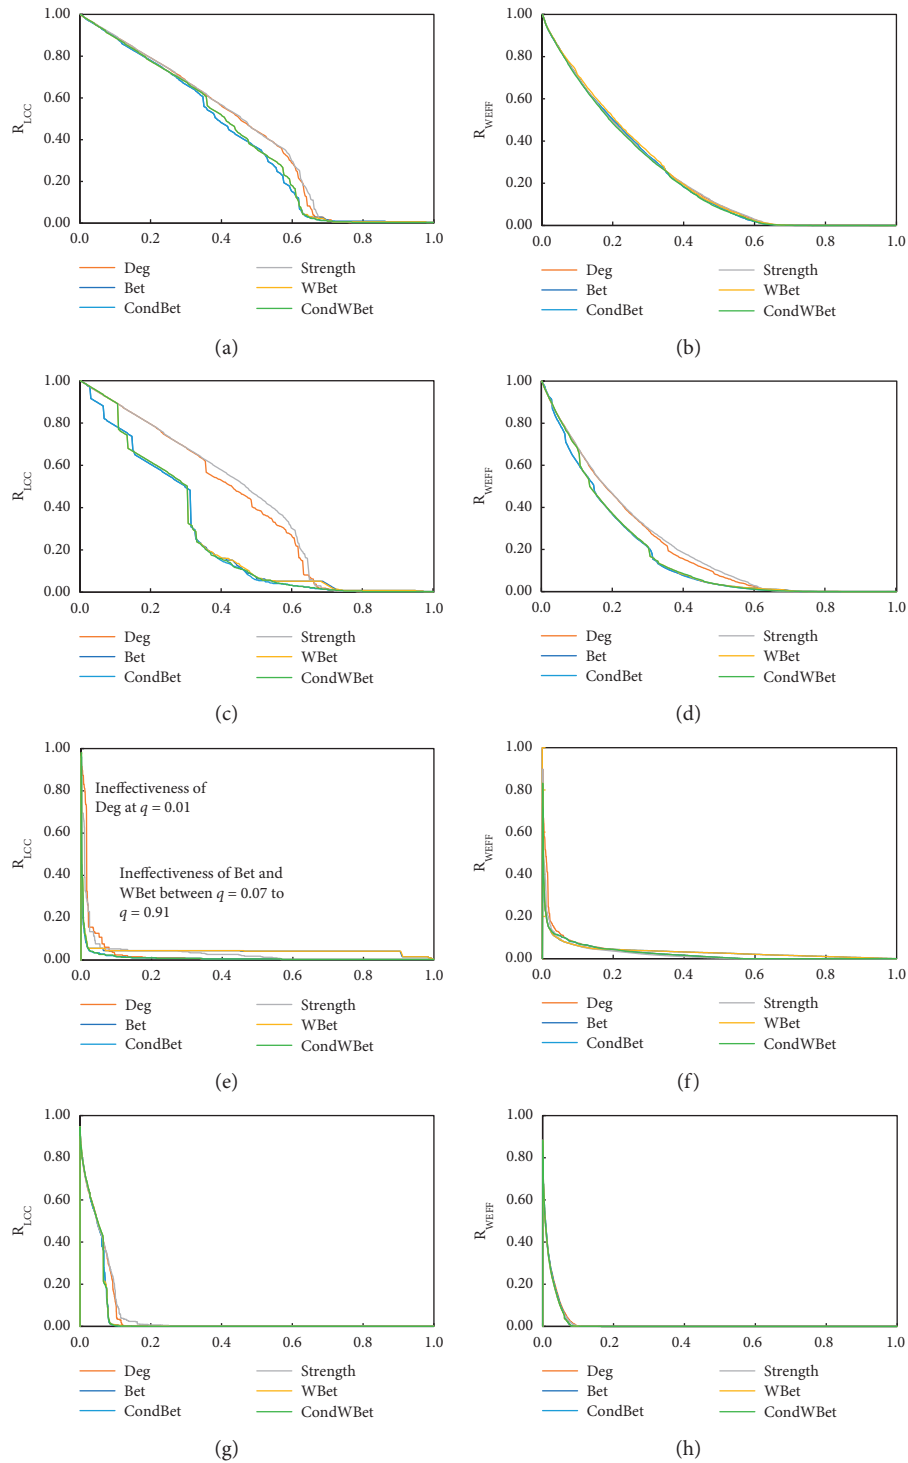 1.00
0.80
0.60
0.40
0.20
0.00
R_LCC
0.0 0.2 0.4 0.6 0.8 1.0
Deg
Bet
CondBet
Strength
WBet
CondWBet
(a)
1.00
0.80
0.60
0.40
0.20
0.00
R_WEFF
0.0 0.2 0.4 0.6 0.8 1.0
Deg
Bet
CondBet
Strength
WBet
CondWBet
(b)
1.00
0.80
0.60
0.40
0.20
0.00
R_LCC
0.0 0.2 0.4 0.6 0.8 1.0
Deg
Bet
CondBet
Strength
WBet
CondWBet
(c)
1.00
0.80
0.60
0.40
0.20
0.00
R_WEFF
0.0 0.2 0.4 0.6 0.8 1.0
Deg
Bet
CondBet
Strength
WBet
CondWBet
(d)
1.00
0.80
0.60
0.40
0.20
0.00
R_LCC
Ineffectiveness of
Deg at q = 0.01
Ineffectiveness of Bet and
WBet between q = 0.07 to
q = 0.91
0.0 0.2 0.4 0.6 0.8 1.0
Deg
Bet
CondBet
Strength
WBet
CondWBet
(e)
1.00
0.80
0.60
0.40
0.20
0.00
R_WEFF
0.0 0.2 0.4 0.6 0.8 1.0
Deg
Bet
CondBet
Strength
WBet
CondWBet
(f)
1.00
0.80
0.60
0.40
0.20
0.00
R_LCC
0.0 0.2 0.4 0.6 0.8 1.0
Deg
Bet
CondBet
Strength
WBet
CondWBet
(g)
1.00
0.80
0.60
0.40
0.20
0.00
R_WEFF
0.0 0.2 0.4 0.6 0.8 1.0
Deg
Bet
CondBet
Strength
WBet
CondWBet
(h)